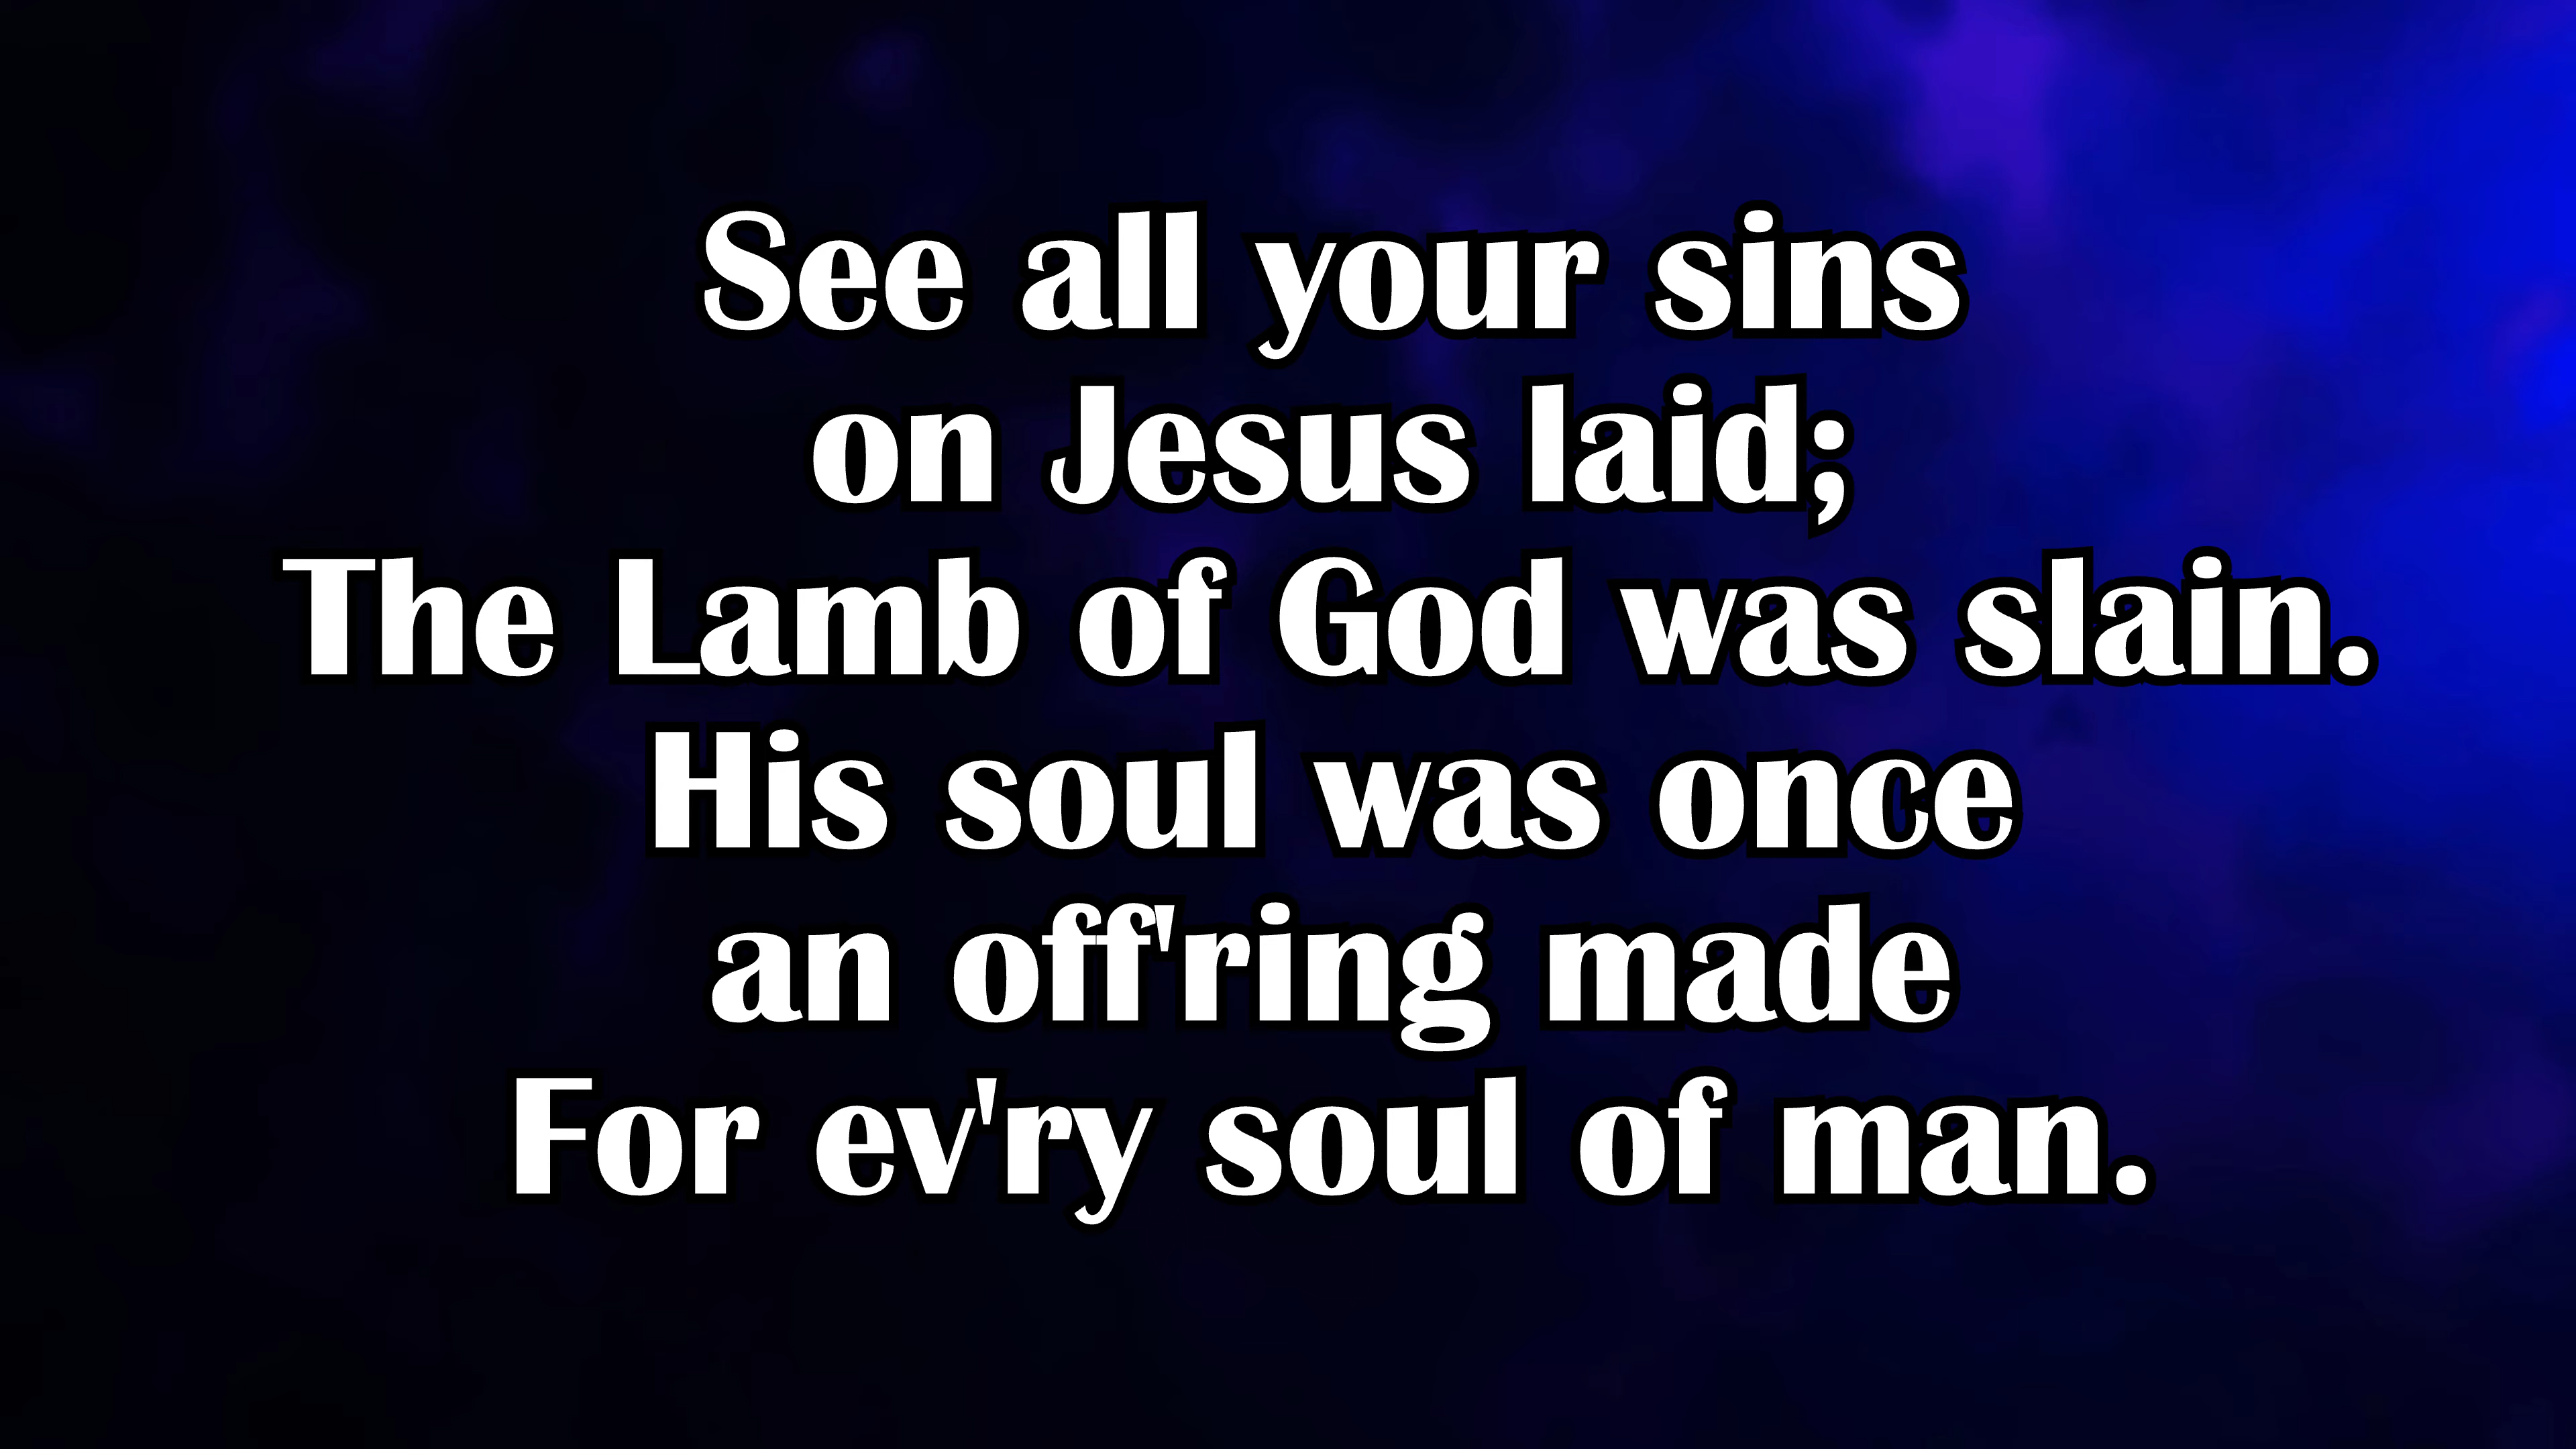 See all your sins
on Jesus laid;
The Lamb of God was slain.
His soul was once
an off'ring made
For ev'ry soul of man.